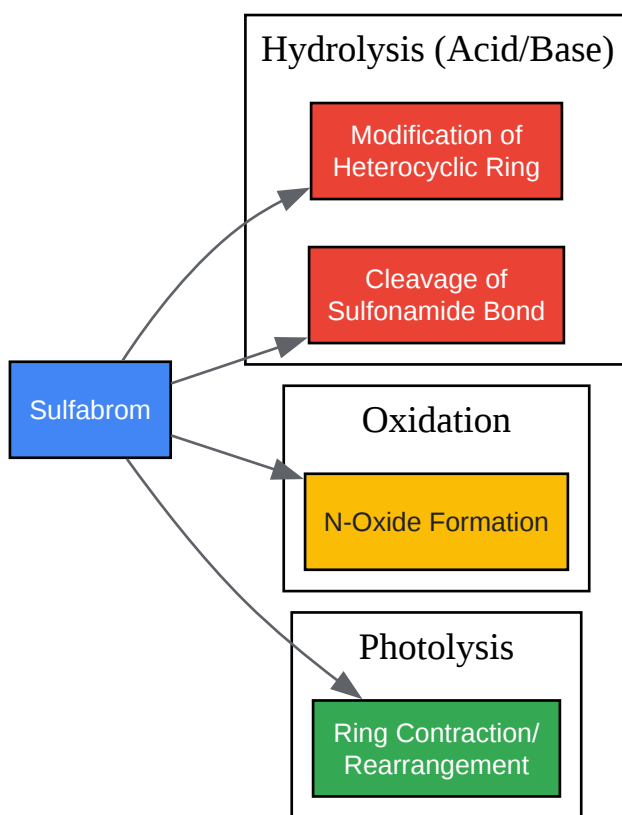 Hydrolysis (Acid/Base)
Modification of
Heterocyclic Ring
Cleavage of
Sulfonamide Bond
Sulfabrom
Oxidation
N-Oxide Formation
Photolysis
Ring Contraction/
Rearrangement